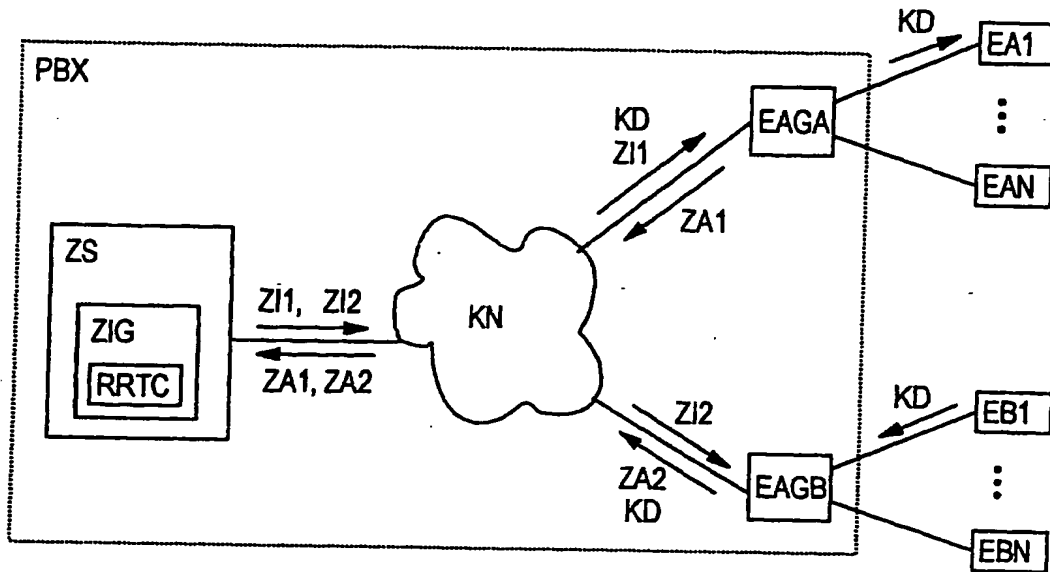 PBX
KD
EA1
EAGA
EAN
KD
ZI1
ZA1
ZS
ZIG
RRTC
ZI1, ZI2
ZA1, ZA2
KN
ZI2
ZA2
KD
EAGB
KD
EB1
EBN